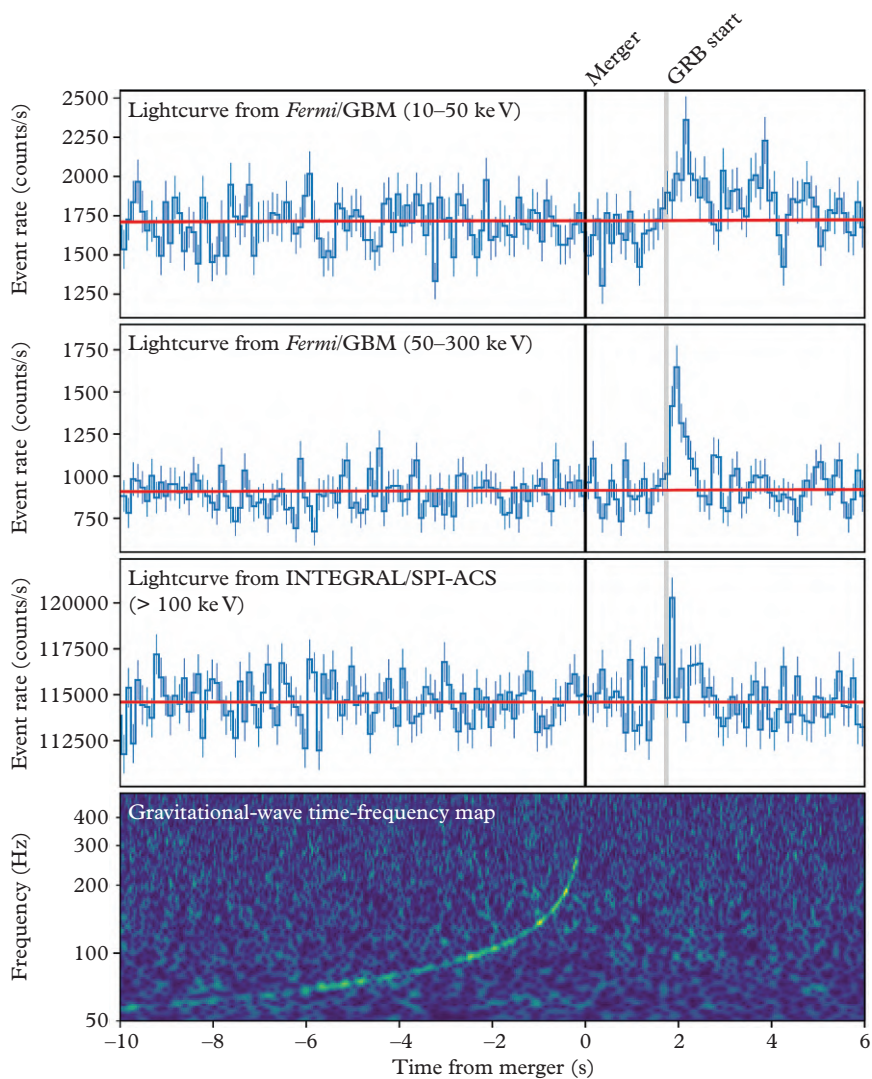 Merger
GRB start
Lightcurve from Fermi/GBM (10–50 keV)
Event rate (counts/s)
2500
2250
2000
1750
1500
1250
Lightcurve from Fermi/GBM (50–300 keV)
Event rate (counts/s)
1750
1500
1250
1000
750
Lightcurve from INTEGRAL/SPI-ACS
(> 100 keV)
Event rate (counts/s)
120000
117500
115000
112500
Gravitational-wave time-frequency map
Frequency (Hz)
400
300
200
100
50
−10
−8
−6
−4
−2
0
2
4
6
Time from merger (s)